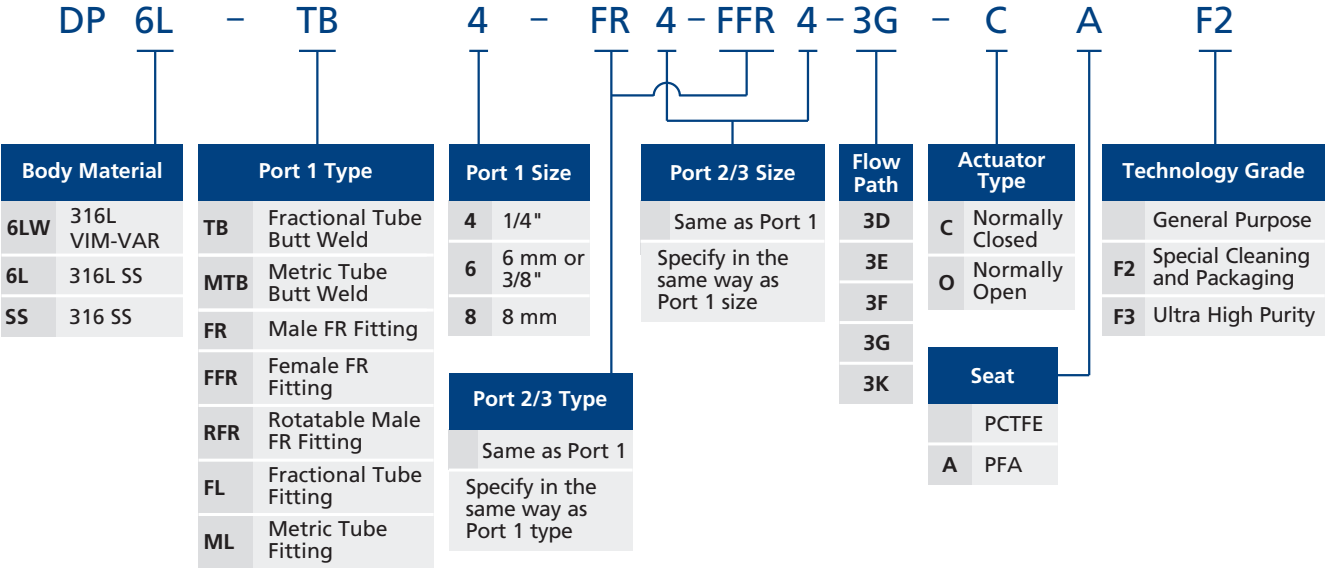 DP 6L - TB 4 - FR 4 - FFR 4 - 3G - C A F2
Body Material
6LW 316L
VIM-VAR
6L 316L SS
SS 316 SS
Port 1 Type
TB Fractional Tube
Butt Weld
MTB Metric Tube
Butt Weld
FR Male FR Fitting
FFR Female FR
Fitting
RFR Rotatable Male
FR Fitting
FL Fractional Tube
Fitting
ML Metric Tube
Fitting
Port 1 Size
4 1/4"
6 6 mm or
3/8"
8 8 mm
Port 2/3 Type
Same as Port 1
Specify in the
same way as
Port 1 type
Port 2/3 Size
Same as Port 1
Specify in the
same way as
Port 1 size
Flow
Path
3D
3E
3F
3G
3K
Actuator
Type
C Normally
Closed
O Normally
Open
Seat
PCTFE
A PFA
Technology Grade
General Purpose
F2 Special Cleaning
and Packaging
F3 Ultra High Purity